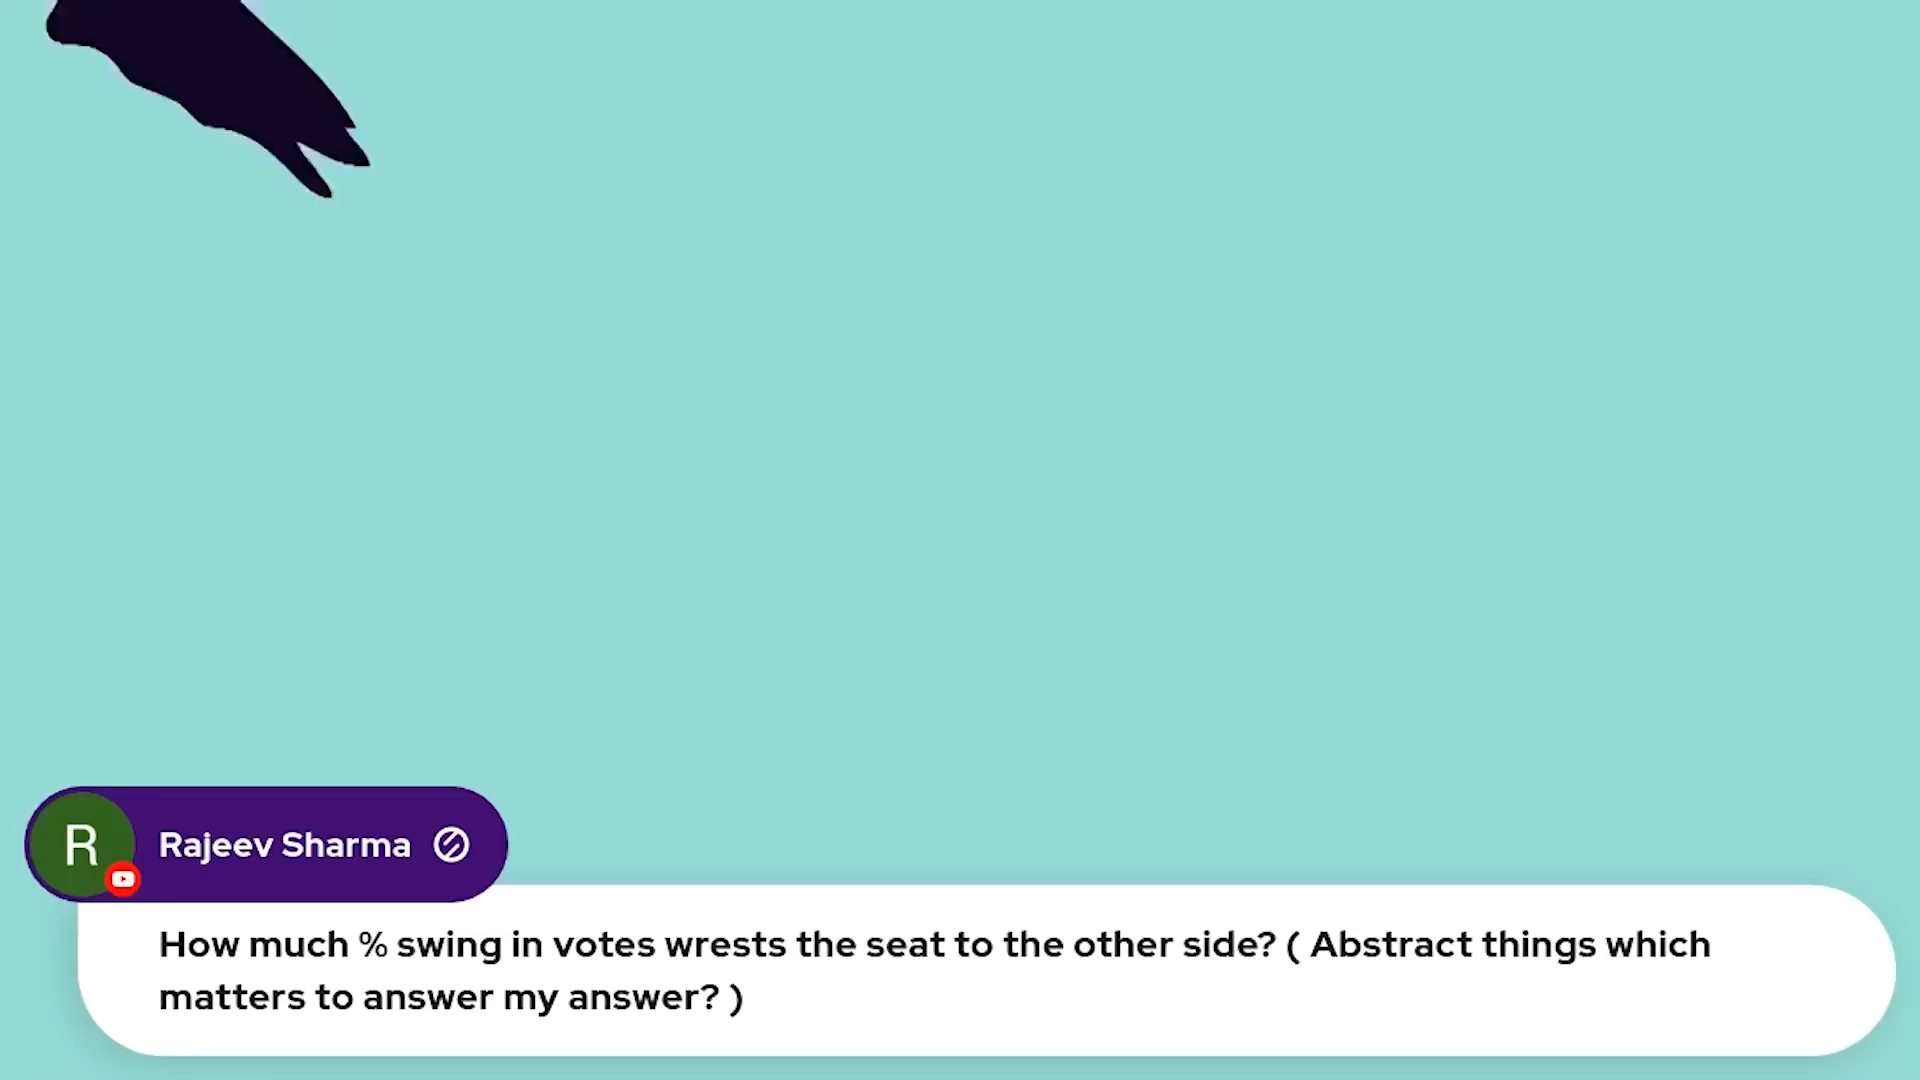 R
Rajeev Sharma
How much % swing in votes wrests the seat to the other side? ( Abstract things which
matters to answer my answer? )